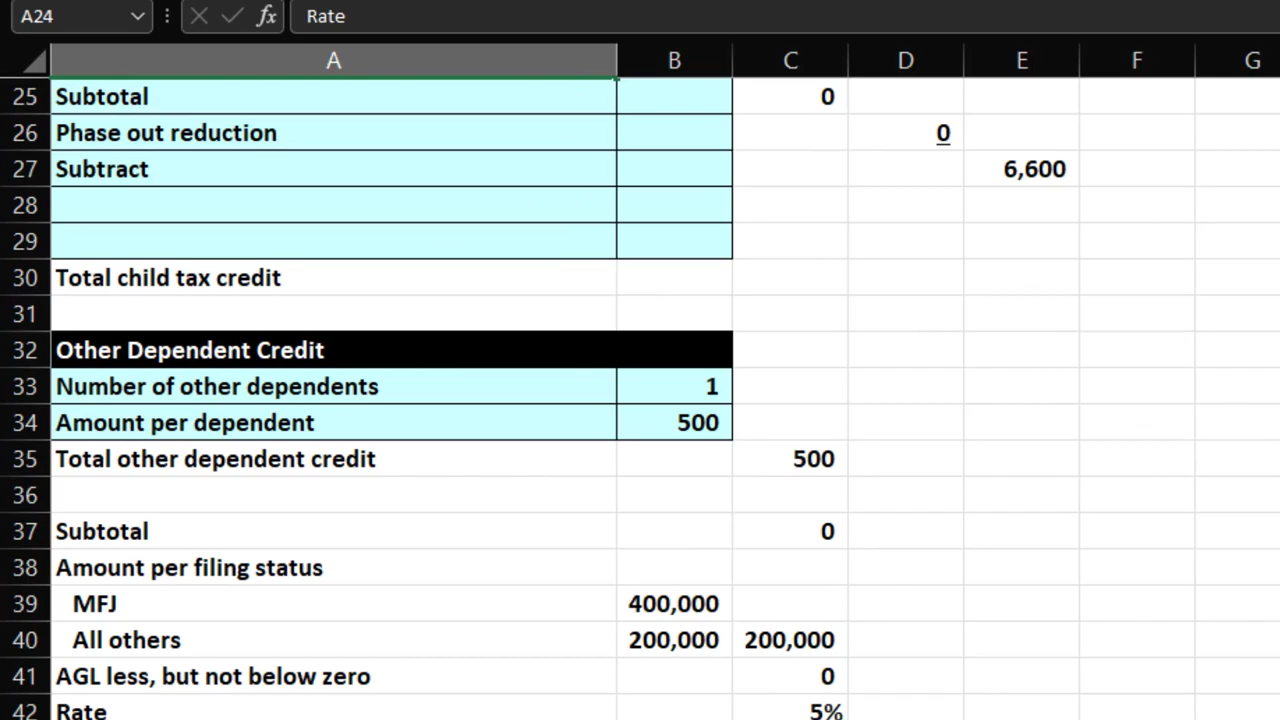 A24 fx Rate
A B C D E F G
25 Subtotal 0
26 Phase out reduction 0
27 Subtract 6,600
28
29
30 Total child tax credit
31
32 Other Dependent Credit
33 Number of other dependents 1
34 Amount per dependent 500
35 Total other dependent credit 500
36
37 Subtotal 0
38 Amount per filing status
39 MFJ 400,000
40 All others 200,000 200,000
41 AGL less, but not below zero 0
42 Rate 5%